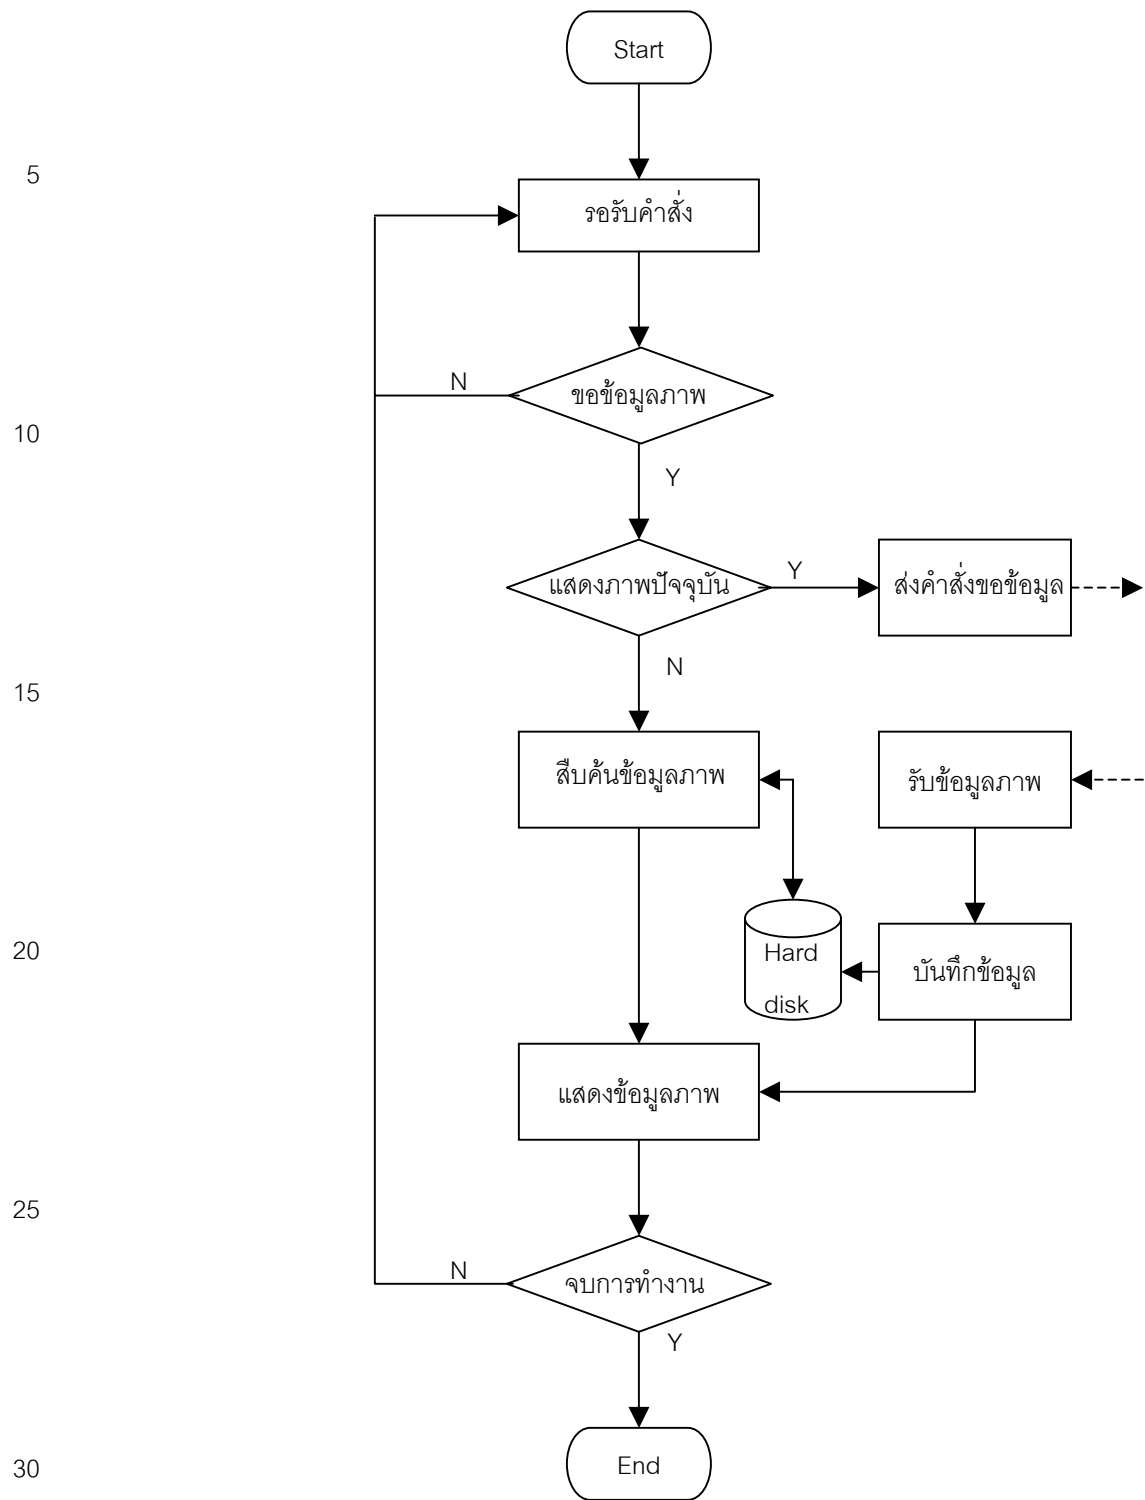 Start
5
รอรับคำสั่ง
N
ขอข้อมูลภาพ
10
Y
แสดงภาพปัจจุบัน
Y
ส่งคำสั่งขอข้อมูล
N
15
สืบค้นข้อมูลภาพ
รับข้อมูลภาพ
20
Hard
disk
บันทึกข้อมูล
แสดงข้อมูลภาพ
25
N
จบการทำงาน
Y
End
30